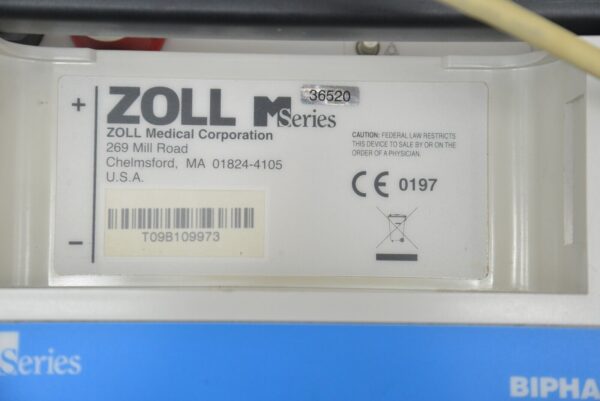 +
ZOLL M Series
36520
ZOLL Medical Corporation
269 Mill Road
Chelmsford, MA 01824-4105
U.S.A.
CAUTION: FEDERAL LAW RESTRICTS
THIS DEVICE TO SALE BY OR ON THE
ORDER OF A PHYSICIAN.
CE 0197
T09B109973
–
Series
BIPHA